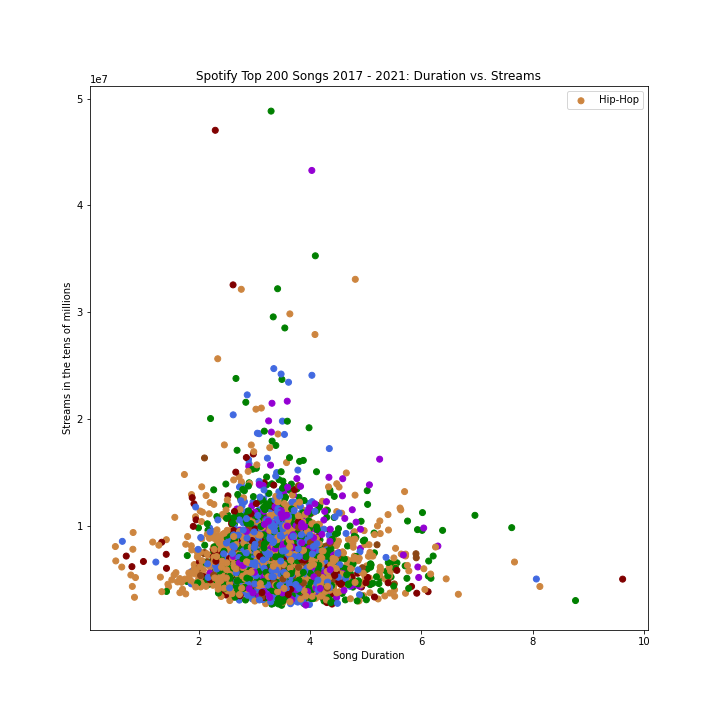 Spotify Top 200 Songs 2017 - 2021: Duration vs. Streams
1e7
Hip-Hop
5
4
3
2
1
Streams in the tens of millions
2 4 6 8 10
Song Duration